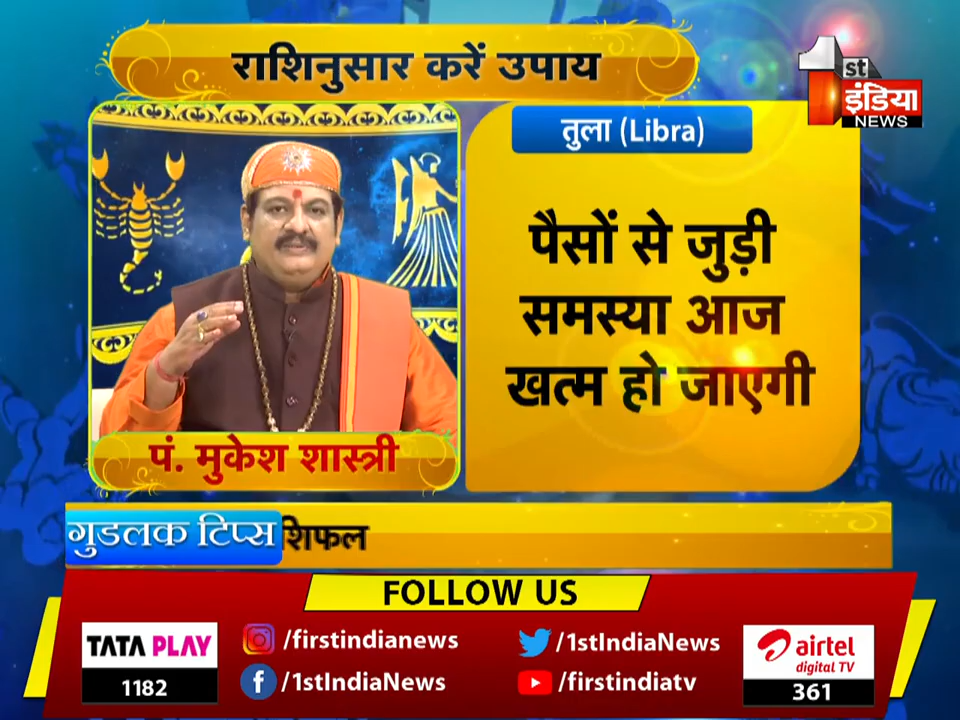 राशिनुसार करें उपाय
1st
इंडिया
NEWS
तुला (Libra)
पैसों से जुड़ी
समस्या आज
खत्म हो जाएगी
पं. मुकेश शास्त्री
गुडलक टिप्स
शिफल
FOLLOW US
TATA PLAY
1182
/firstindianews
/1stIndiaNews
/1stIndiaNews
/firstindiatv
airtel
digital TV
361